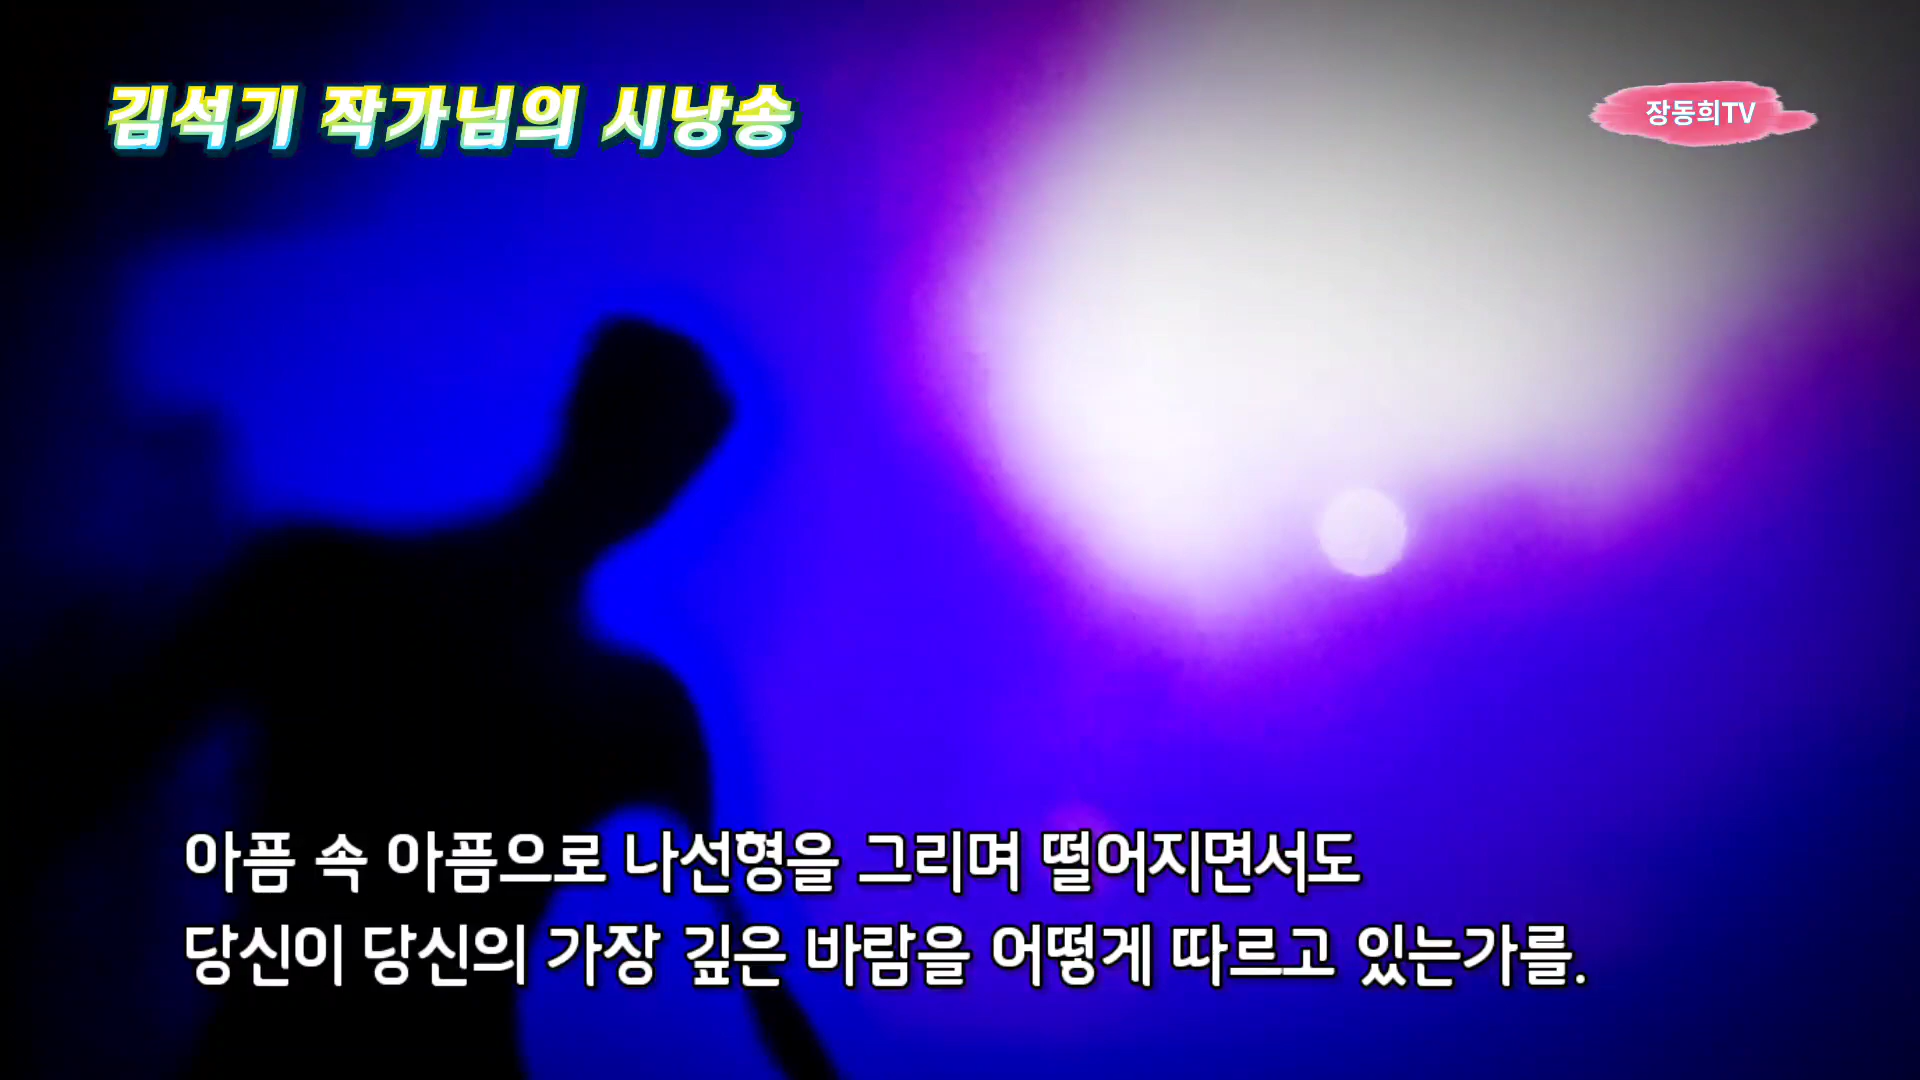 김석기 작가님의 시낭송
장동희TV
아픔 속 아픔으로 나선형을 그리며 떨어지면서도
당신이 당신의 가장 깊은 바람을 어떻게 따르고 있는가를.